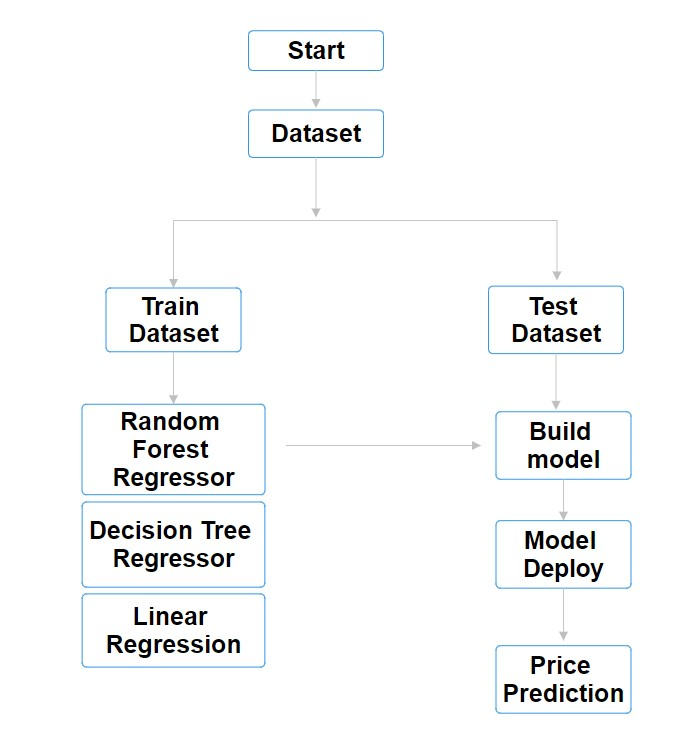 Start
Dataset
Train
Dataset
Test
Dataset
Random
Forest
Regressor
Build
model
Decision Tree
Regressor
Model
Deploy
Linear
Regression
Price
Prediction